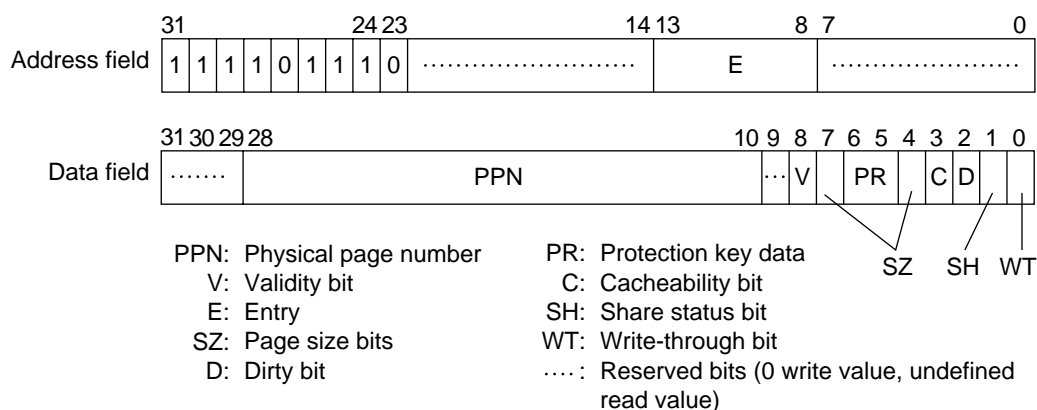 31 24 23 14 13 8 7 0
Address field 1 1 1 1 0 1 1 1 0 ........................ E .....................
31 30 29 28 10 9 8 7 6 5 4 3 2 1 0
Data field ....... PPN ... V PR C D
SZ SH WT
PPN: Physical page number PR: Protection key data
V: Validity bit C: Cacheability bit
E: Entry SH: Share status bit
SZ: Page size bits WT: Write-through bit
D: Dirty bit ....: Reserved bits (0 write value, undefined
read value)